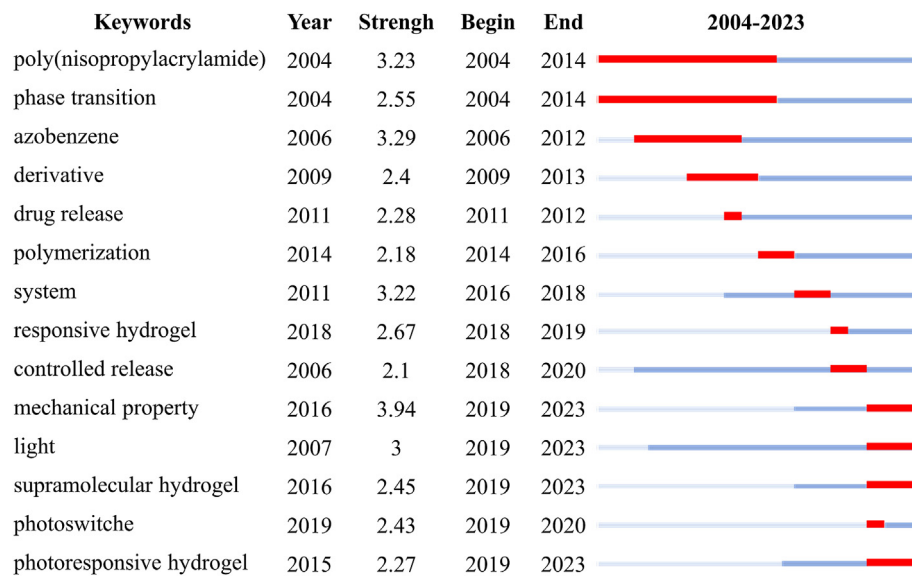 Keywords Year Strengh Begin End 2004-2023
poly(nisopropylacrylamide) 2004 3.23 2004 2014
phase transition 2004 2.55 2004 2014
azobenzene 2006 3.29 2006 2012
derivative 2009 2.4 2009 2013
drug release 2011 2.28 2011 2012
polymerization 2014 2.18 2014 2016
system 2011 3.22 2016 2018
responsive hydrogel 2018 2.67 2018 2019
controlled release 2006 2.1 2018 2020
mechanical property 2016 3.94 2019 2023
light 2007 3 2019 2023
supramolecular hydrogel 2016 2.45 2019 2023
photoswitche 2019 2.43 2019 2020
photoresponsive hydrogel 2015 2.27 2019 2023